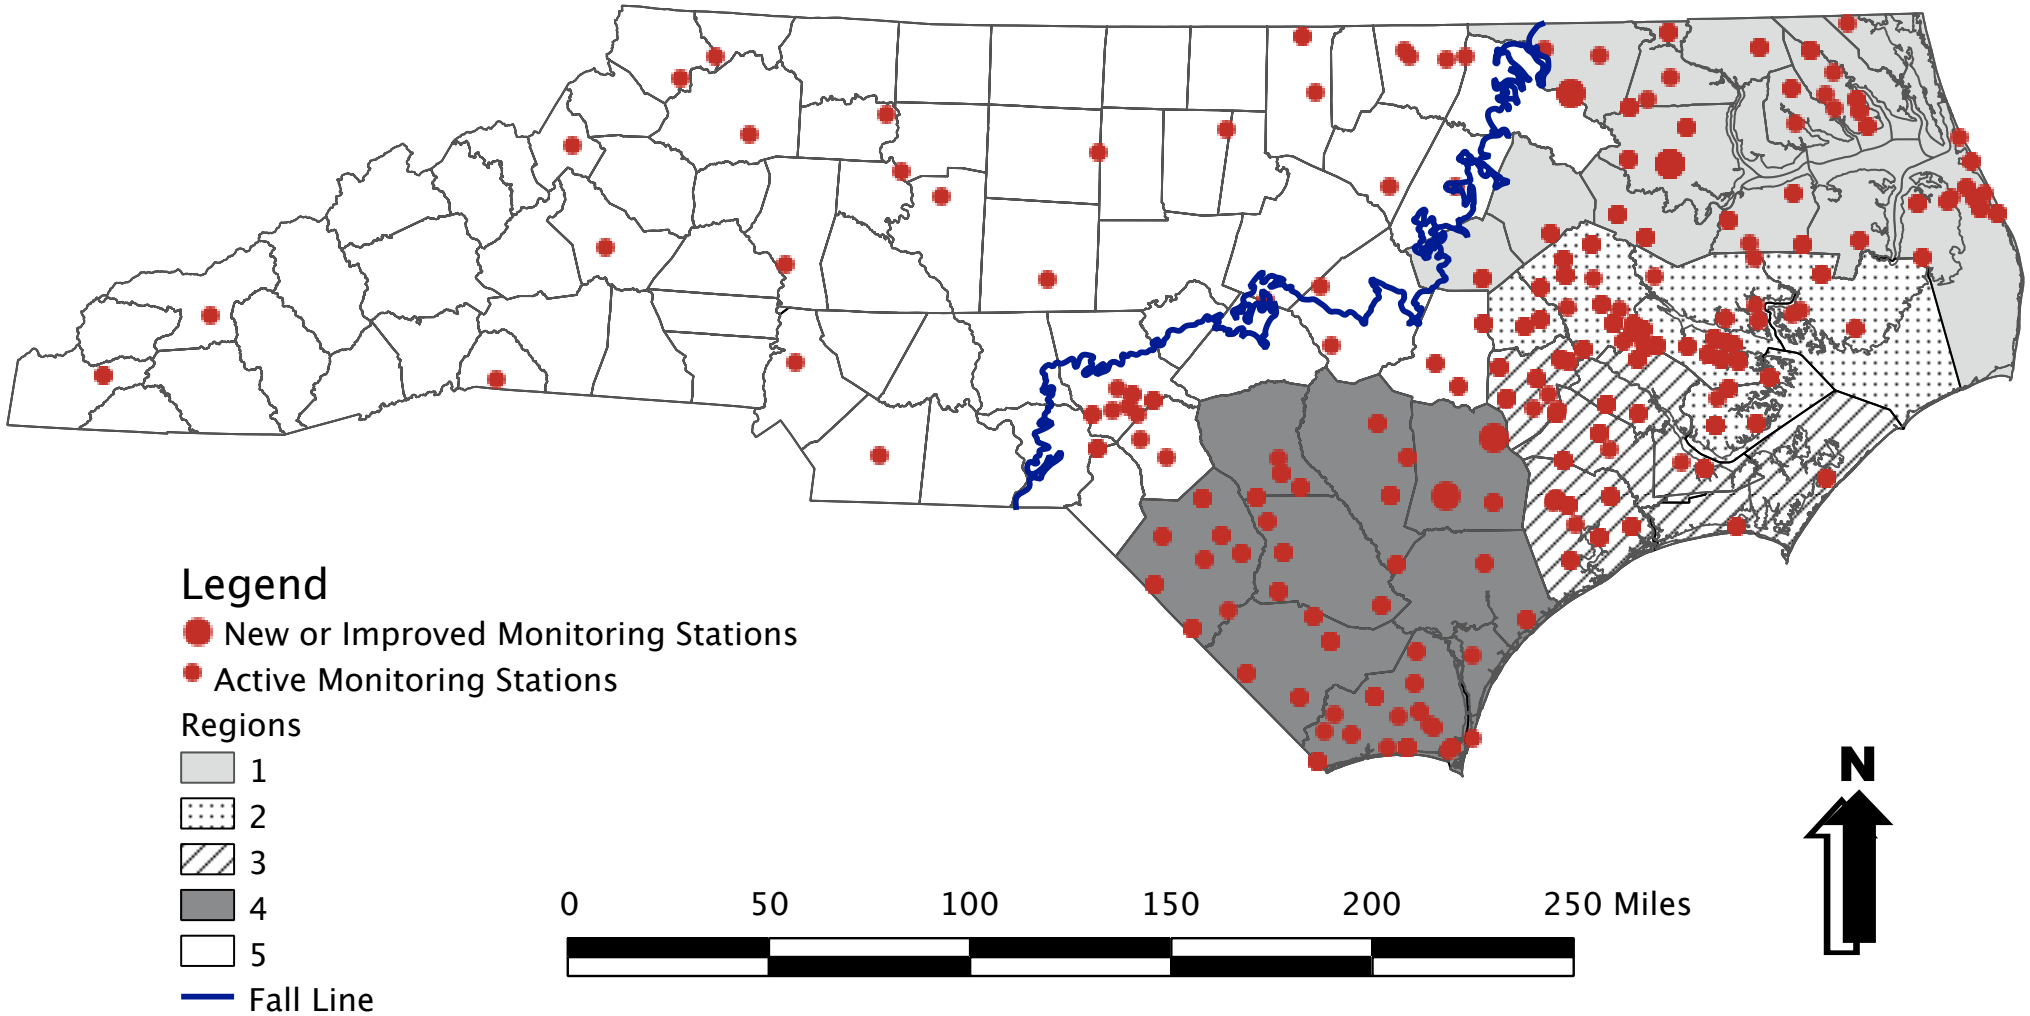 Legend
New or Improved Monitoring Stations
Active Monitoring Stations
Regions
1
2
3
4
5
Fall Line
0 50 100 150 200 250 Miles
N